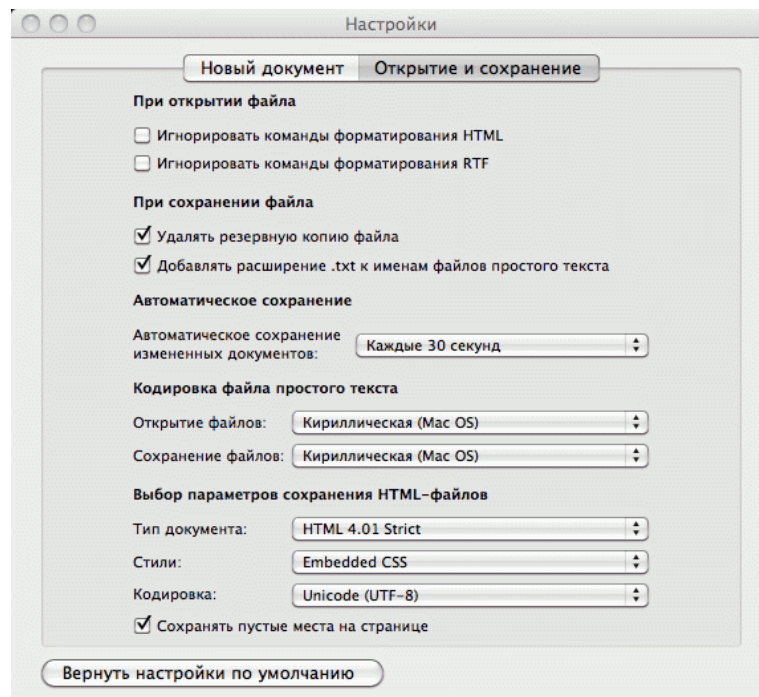 Настройки
Новый документ
Открытие и сохранение
При открытии файла
Игнорировать команды форматирования HTML
Игнорировать команды форматирования RTF
При сохранении файла
Удалять резервную копию файла
Добавлять расширение .txt к именам файлов простого текста
Автоматическое сохранение
Автоматическое сохранение
измененных документов:
Каждые 30 секунд
Кодировка файла простого текста
Открытие файлов: Кириллическая (Mac OS)
Сохранение файлов: Кириллическая (Mac OS)
Выбор параметров сохранения HTML-файлов
Тип документа: HTML 4.01 Strict
Стили: Embedded CSS
Кодировка: Unicode (UTF-8)
Сохранять пустые места на странице
Вернуть настройки по умолчанию